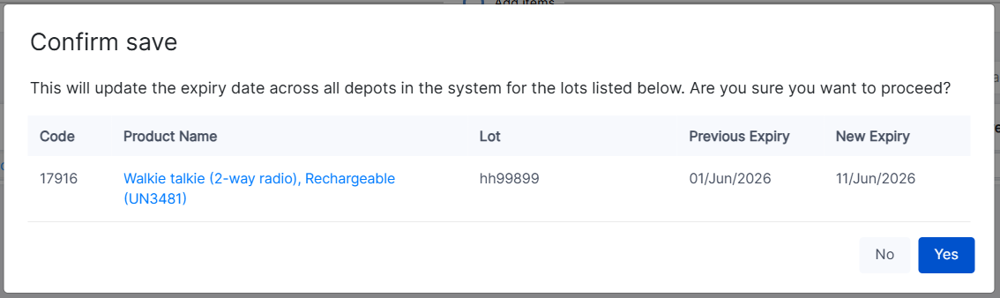 Add items
Confirm save
This will update the expiry date across all depots in the system for the lots listed below. Are you sure you want to proceed?
Code Product Name Lot Previous Expiry New Expiry
17916 Walkie talkie (2-way radio), Rechargeable hh99899 01/Jun/2026 11/Jun/2026
(UN3481)
No Yes